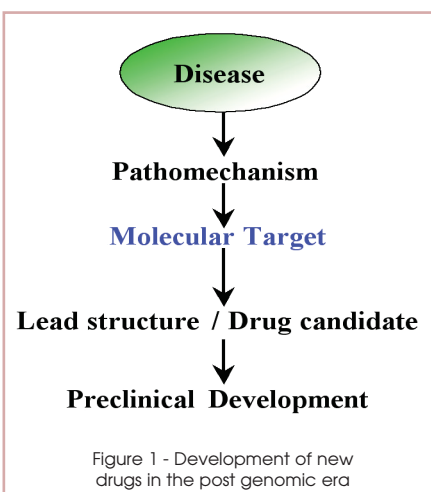 Disease
Pathomechanism
Molecular Target
Lead structure / Drug candidate
Preclinical Development
Figure 1 - Development of new
drugs in the post genomic era